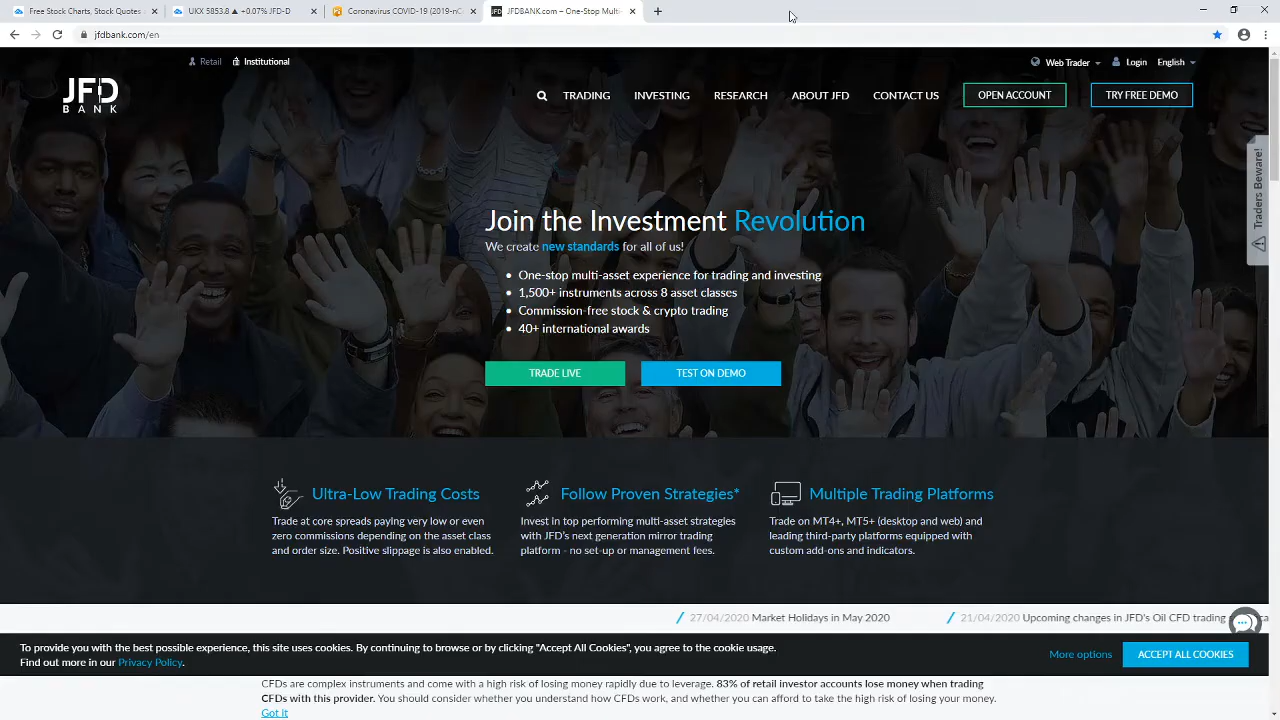 Free Stock Charts, Stock Quotes
UKX 5853.8 ▲ +0.07% JFD-D
Coronavirus COVID-19 (2019-nC
JFDBANK.com – One-Stop Multi-
jfdbank.com/en
Retail
Institutional
Web Trader
Login
English
JFD
BANK
TRADING
INVESTING
RESEARCH
ABOUT JFD
CONTACT US
OPEN ACCOUNT
TRY FREE DEMO
Traders Beware!
Join the Investment Revolution
We create new standards for all of us!
• One-stop multi-asset experience for trading and investing
• 1,500+ instruments across 8 asset classes
• Commission-free stock & crypto trading
• 40+ international awards
TRADE LIVE
TEST ON DEMO
Ultra-Low Trading Costs
Trade at core spreads paying very low or even
zero commissions depending on the asset class
and order size. Positive slippage is also enabled.
Follow Proven Strategies*
Invest in top performing multi-asset strategies
with JFD's next generation mirror trading
platform - no set-up or management fees.
Multiple Trading Platforms
Trade on MT4+, MT5+ (desktop and web) and
leading third-party platforms equipped with
custom add-ons and indicators.
27/04/2020 Market Holidays in May 2020
21/04/2020 Upcoming changes in JFD's Oil CFD trading
To provide you with the best possible experience, this site uses cookies. By continuing to browse or by clicking "Accept All Cookies", you agree to the cookie usage.
Find out more in our Privacy Policy.
More options
ACCEPT ALL COOKIES
CFDs are complex instruments and come with a high risk of losing money rapidly due to leverage. 83% of retail investor accounts lose money when trading
CFDs with this provider. You should consider whether you understand how CFDs work, and whether you can afford to take the high risk of losing your money.
Got it